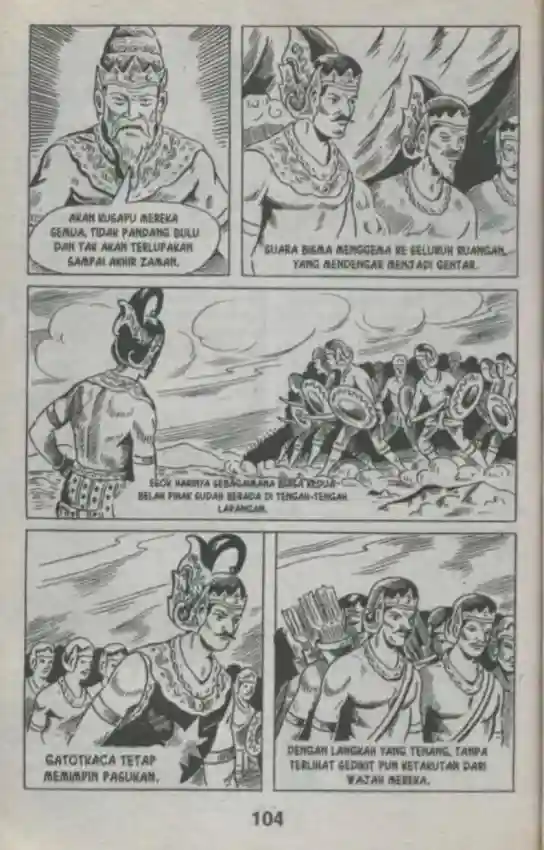 AKAN KUSAPU MEREKA
SEMUA, TIDAK PANDANG BULU
DAN TAK AKAN TERLUPAKAN
SAMPAI AKHIR ZAMAN.
SUARA BISMA MENGGEMA KE SELURUH RUANGAN,
YANG MENDENGAR MENJADI GENTAR.
ESOK HARINYA SEBAGAIMANA BIASA KEDUA
BELAH PIHAK SUDAH BERADA DI TENGAH-TENGAH
LAPANGAN.
GATOTKACA TETAP
MEMIMPIN PASUKAN.
DENGAN LANGKAH YANG TENANG, TANPA
TERLIHAT SEDIKIT PUN KETAKUTAN DARI
WAJAH MEREKA.
104